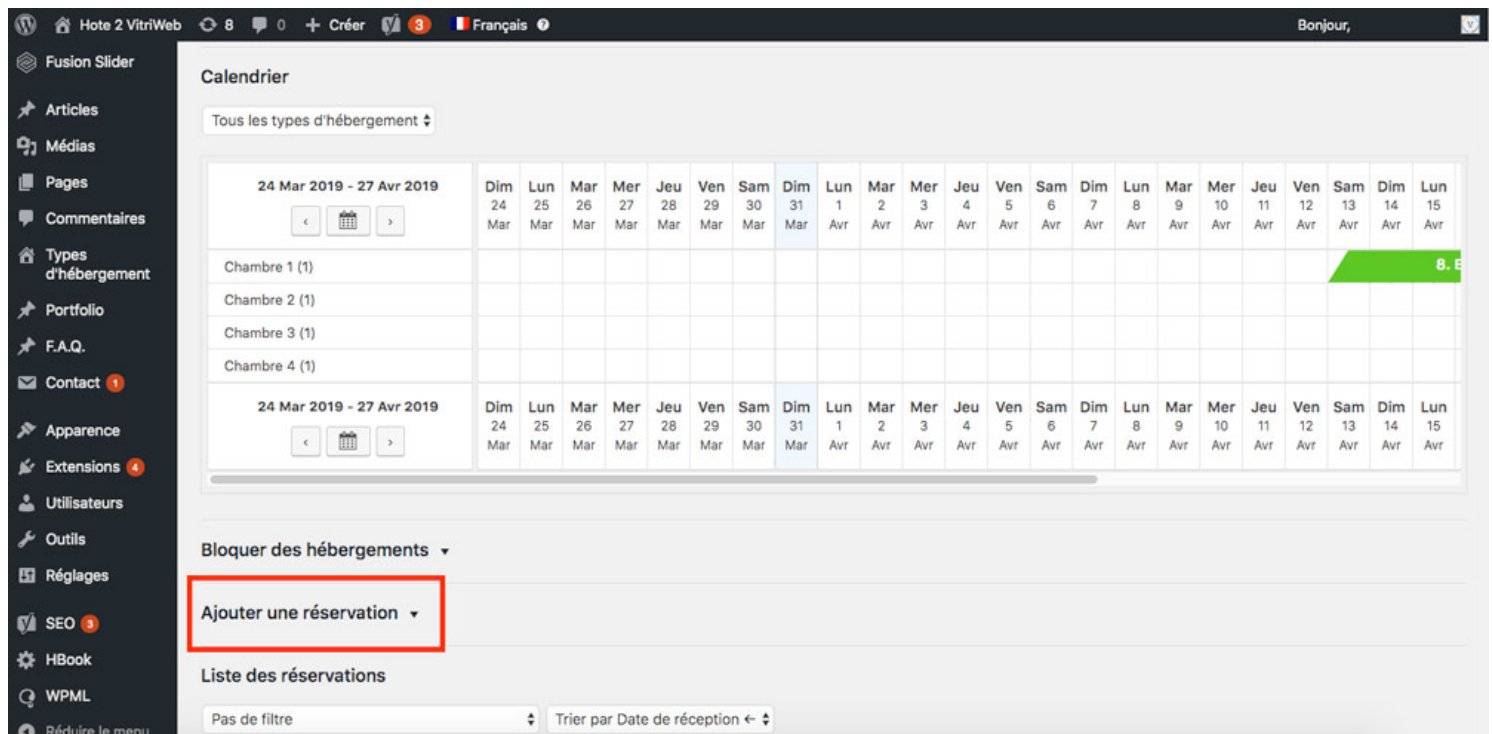 Hote 2 VitriWeb 8 0 + Créer 3 Français Bonjour,
Fusion Slider
Articles
Médias
Pages
Commentaires
Types
d'hébergement
Portfolio
F.A.Q.
Contact 1
Apparence
Extensions 4
Utilisateurs
Outils
Réglages
SEO 3
HBook
WPML
Réduire le menu
Calendrier
Tous les types d'hébergement
24 Mar 2019 - 27 Avr 2019
Dim Lun Mar Mer Jeu Ven Sam Dim Lun Mar Mer Jeu Ven Sam Dim Lun Mar Mer Jeu Ven Sam Dim Lun
24 25 26 27 28 29 30 31 1 2 3 4 5 6 7 8 9 10 11 12 13 14 15
Mar Mar Mar Mar Mar Mar Mar Mar Avr Avr Avr Avr Avr Avr Avr Avr Avr Avr Avr Avr Avr Avr Avr
Chambre 1 (1) 8. E
Chambre 2 (1)
Chambre 3 (1)
Chambre 4 (1)
24 Mar 2019 - 27 Avr 2019
Dim Lun Mar Mer Jeu Ven Sam Dim Lun Mar Mer Jeu Ven Sam Dim Lun Mar Mer Jeu Ven Sam Dim Lun
24 25 26 27 28 29 30 31 1 2 3 4 5 6 7 8 9 10 11 12 13 14 15
Mar Mar Mar Mar Mar Mar Mar Mar Avr Avr Avr Avr Avr Avr Avr Avr Avr Avr Avr Avr Avr Avr Avr
Bloquer des hébergements
Ajouter une réservation
Liste des réservations
Pas de filtre
Trier par Date de réception ←